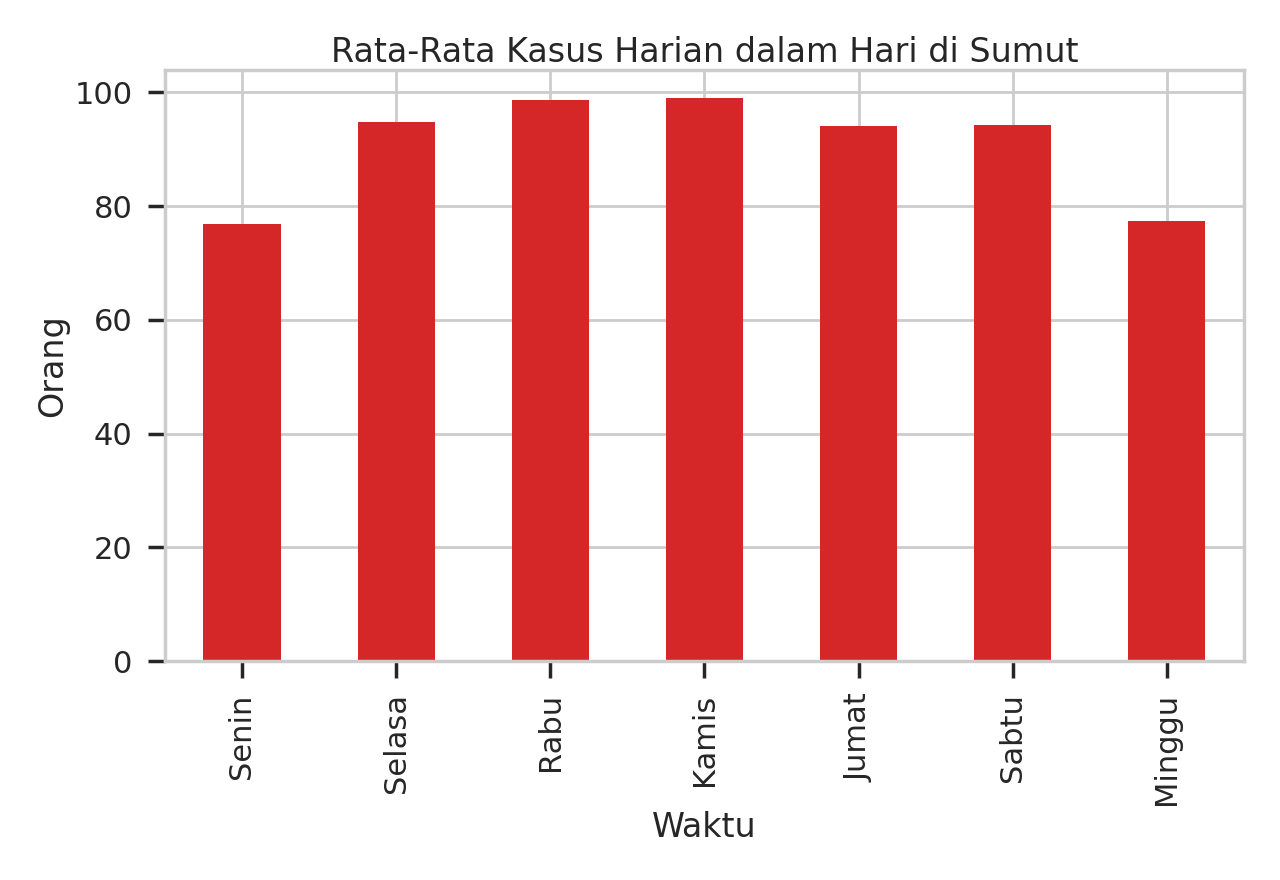 Rata-Rata Kasus Harian dalam Hari di Sumut
100
80
60
40
20
0
Orang
Senin
Selasa
Rabu
Kamis
Jumat
Sabtu
Minggu
Waktu